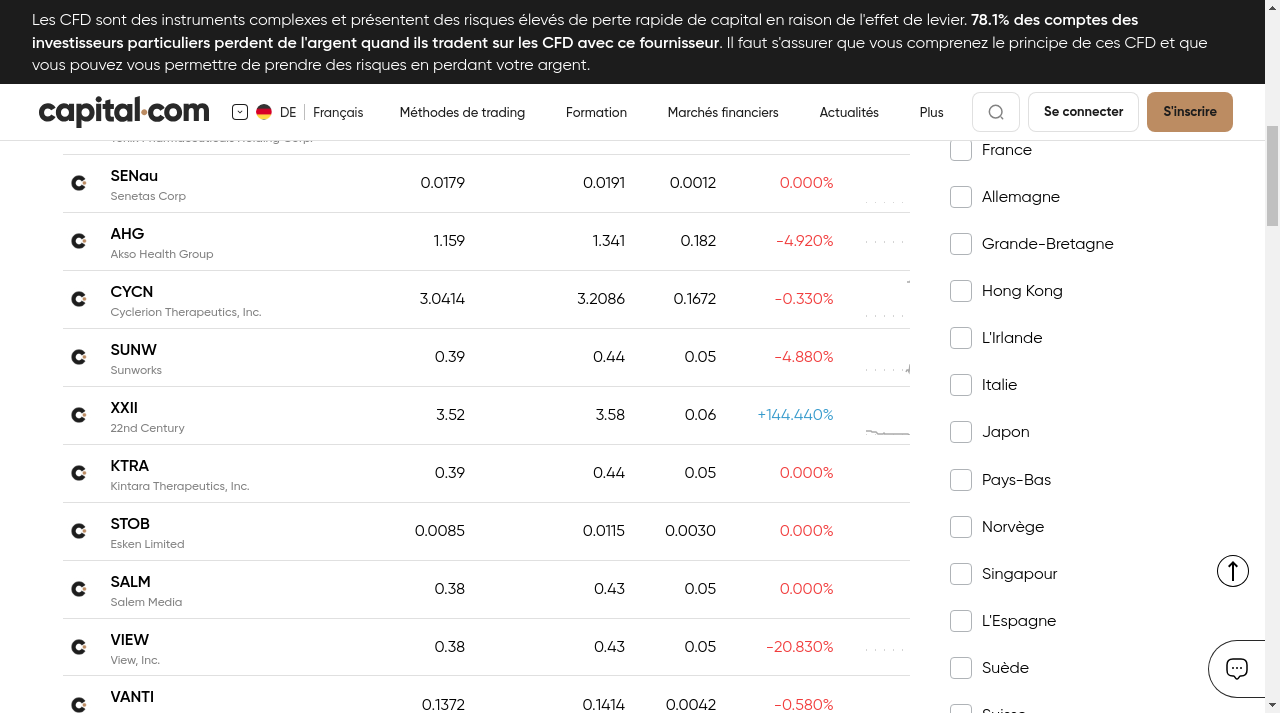 Les CFD sont des instruments complexes et présentent des risques élevés de perte rapide de capital en raison de l'effet de levier. 78.1% des comptes des
investisseurs particuliers perdent de l'argent quand ils tradent sur les CFD avec ce fournisseur. Il faut s'assurer que vous comprenez le principe de ces CFD et que
vous pouvez vous permettre de prendre des risques en perdant votre argent.
capital.com
DE Français Méthodes de trading Formation Marchés financiers Actualités Plus Se connecter S'inscrire
France
SENau 0.0179 0.0191 0.0012 0.000%
Senetas Corp
Allemagne
AHG 1.159 1.341 0.182 -4.920%
Akso Health Group
Grande-Bretagne
CYCN 3.0414 3.2086 0.1672 -0.330%
Cyclerion Therapeutics, Inc.
Hong Kong
L'Irlande
SUNW 0.39 0.44 0.05 -4.880%
Sunworks
Italie
XXII 3.52 3.58 0.06 +144.440%
22nd Century
Japon
KTRA 0.39 0.44 0.05 0.000%
Kintara Therapeutics, Inc.
Pays-Bas
STOB 0.0085 0.0115 0.0030 0.000%
Esken Limited
Norvège
Singapour
SALM 0.38 0.43 0.05 0.000%
Salem Media
L'Espagne
VIEW 0.38 0.43 0.05 -20.830%
View, Inc.
Suède
VANTI 0.1372 0.1414 0.0042 -0.580%